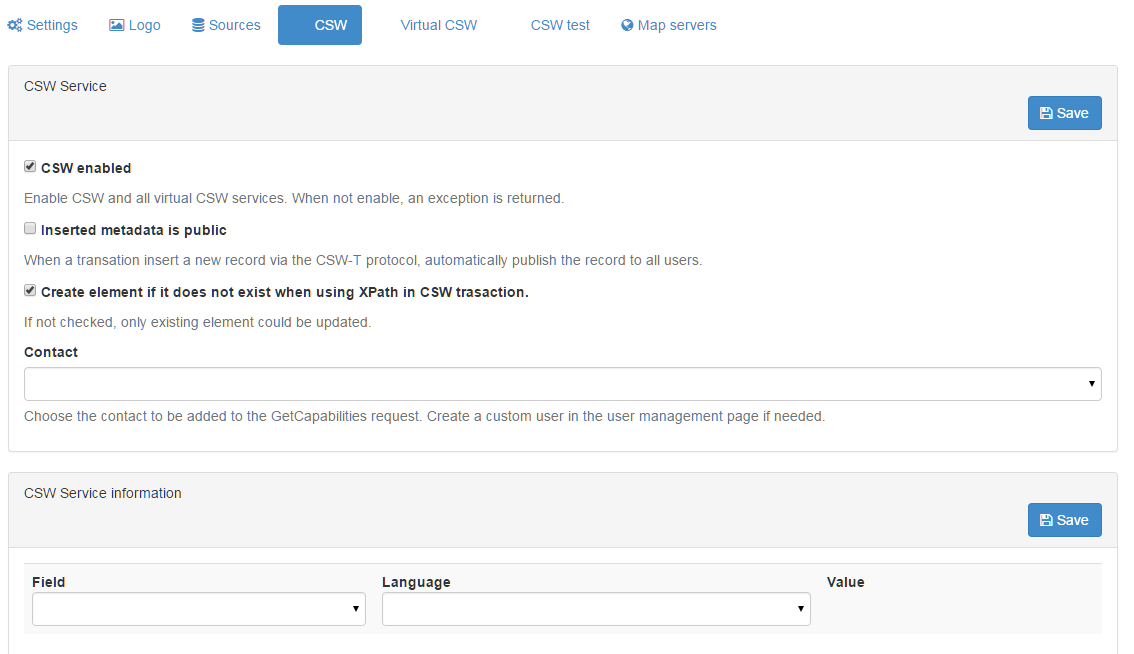 Settings Logo Sources CSW Virtual CSW CSW test Map servers
CSW Service
Save
CSW enabled
Enable CSW and all virtual CSW services. When not enable, an exception is returned.
Inserted metadata is public
When a transation insert a new record via the CSW-T protocol, automatically publish the record to all users.
Create element if it does not exist when using XPath in CSW trasaction.
If not checked, only existing element could be updated.
Contact
Choose the contact to be added to the GetCapabilities request. Create a custom user in the user management page if needed.
CSW Service information
Save
Field Language Value